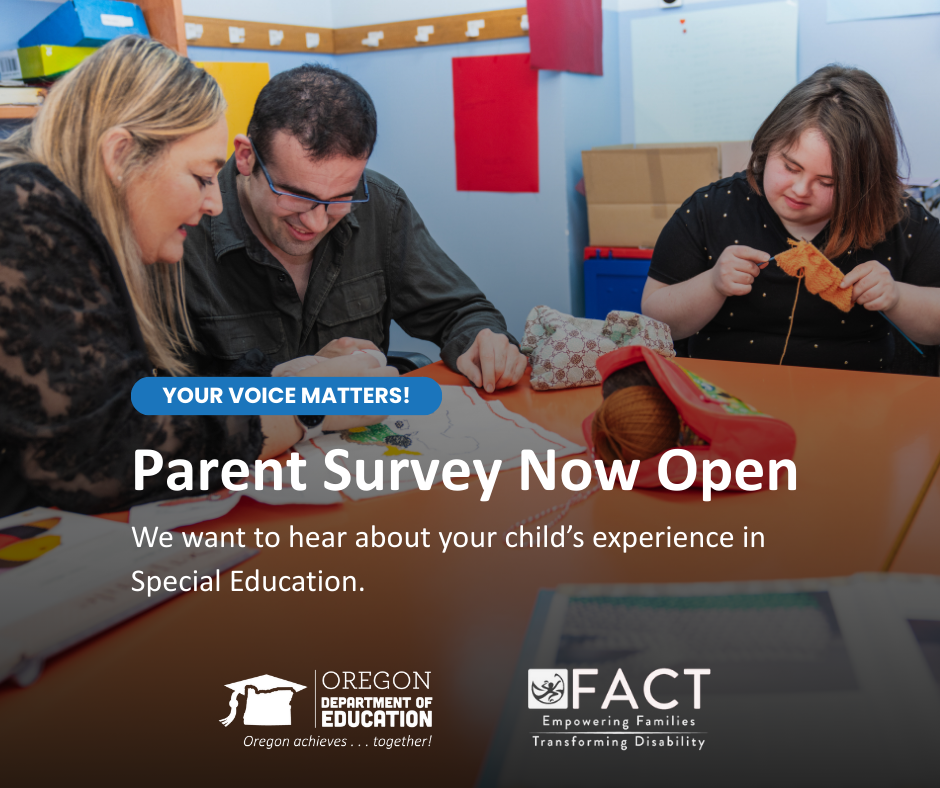 YOUR VOICE MATTERS!
Parent Survey Now Open
We want to hear about your child’s experience in
Special Education.
OREGON
DEPARTMENT OF
EDUCATION
Oregon achieves . . . together!
FACT
Empowering Families
Transforming Disability